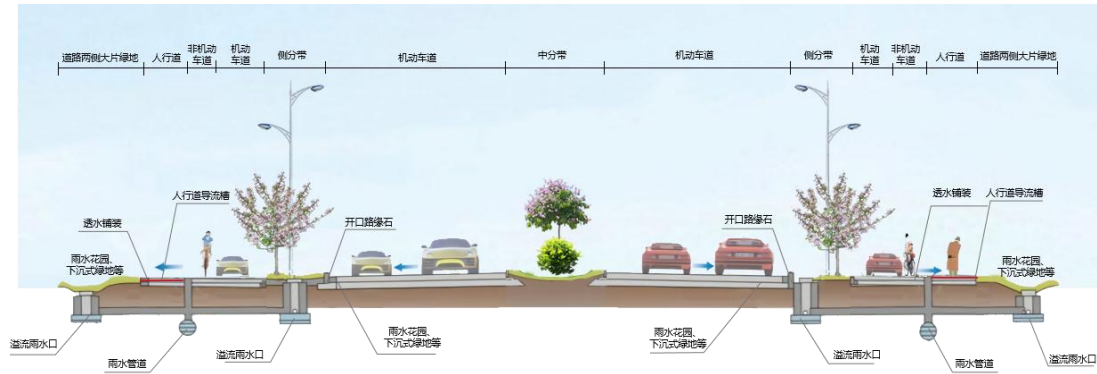 道路两侧大片绿地
人行道
非机动
车道
机动
车道
侧分带
机动车道
中分带
机动车道
侧分带
机动
车道
非机动
车道
人行道
道路两侧大片绿地
人行道导流槽
透水铺装
雨水花园、
下沉式绿地等
开口路缘石
开口路缘石
透水铺装
人行道导流槽
雨水花园、
下沉式绿地等
溢流雨水口
雨水管道
溢流雨水口
雨水花园、
下沉式绿地等
雨水花园、
下沉式绿地等
溢流雨水口
雨水管道
溢流雨水口